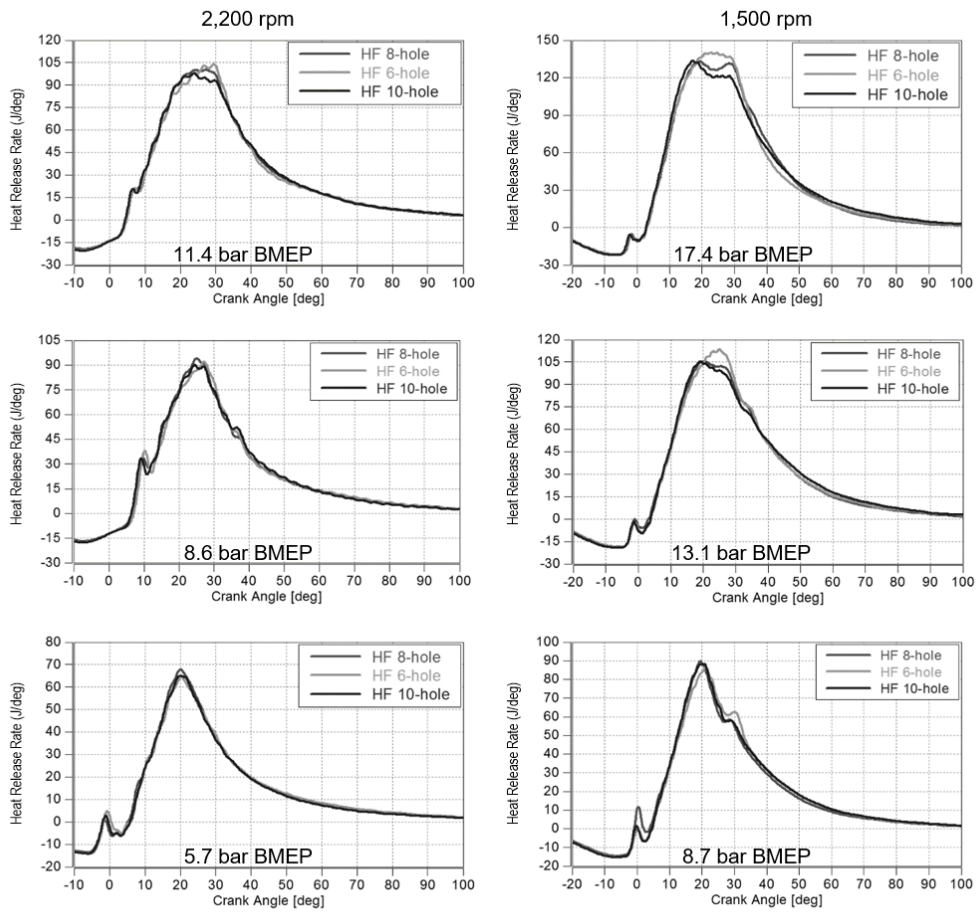 2,200 rpm
1,500 rpm
Heat Release Rate (J/deg)
120
105
90
75
60
45
30
15
0
-15
-30
HF 8-hole
HF 6-hole
HF 10-hole
11.4 bar BMEP
-10 0 10 20 30 40 50 60 70 80 90 100
Crank Angle [deg]
Heat Release Rate (J/deg)
150
120
90
60
30
0
-30
HF 8-hole
HF 6-hole
HF 10-hole
17.4 bar BMEP
-20 -10 0 10 20 30 40 50 60 70 80 90 100
Crank Angle [deg]
Heat Release Rate (J/deg)
105
90
75
60
45
30
15
0
-15
-30
HF 8-hole
HF 6-hole
HF 10-hole
8.6 bar BMEP
-10 0 10 20 30 40 50 60 70 80 90 100
Crank Angle [deg]
Heat Release Rate (J/deg)
120
105
90
75
60
45
30
15
0
-15
-30
HF 8-hole
HF 6-hole
HF 10-hole
13.1 bar BMEP
-20 -10 0 10 20 30 40 50 60 70 80 90 100
Crank Angle [deg]
Heat Release Rate (J/deg)
80
70
60
50
40
30
20
10
0
-10
-20
HF 8-hole
HF 6-hole
HF 10-hole
5.7 bar BMEP
-10 0 10 20 30 40 50 60 70 80 90 100
Crank Angle [deg]
Heat Release Rate (J/deg)
100
90
80
70
60
50
40
30
20
10
0
-10
-20
HF 8-hole
HF 6-hole
HF 10-hole
8.7 bar BMEP
-20 -10 0 10 20 30 40 50 60 70 80 90 100
Crank Angle [deg]